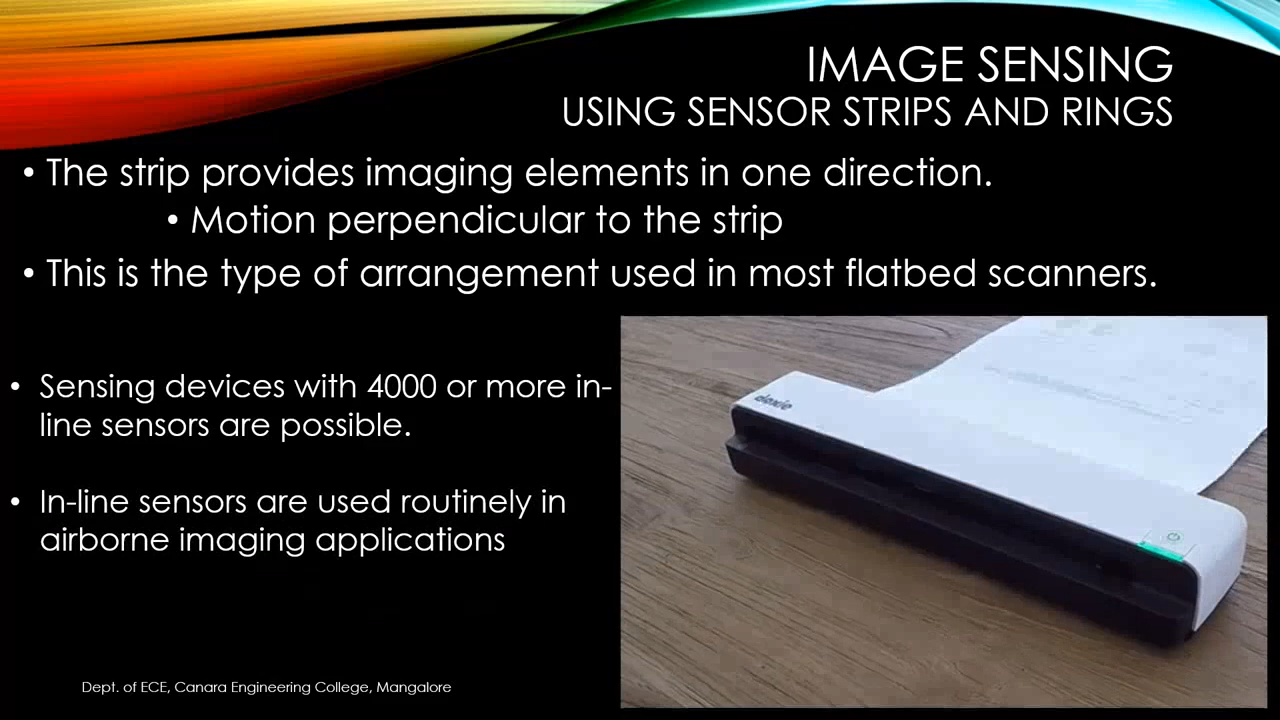 IMAGE SENSING
USING SENSOR STRIPS AND RINGS
• The strip provides imaging elements in one direction.
• Motion perpendicular to the strip
• This is the type of arrangement used in most flatbed scanners.
• Sensing devices with 4000 or more in-
line sensors are possible.
• In-line sensors are used routinely in
airborne imaging applications
doxie
Dept. of ECE, Canara Engineering College, Mangalore